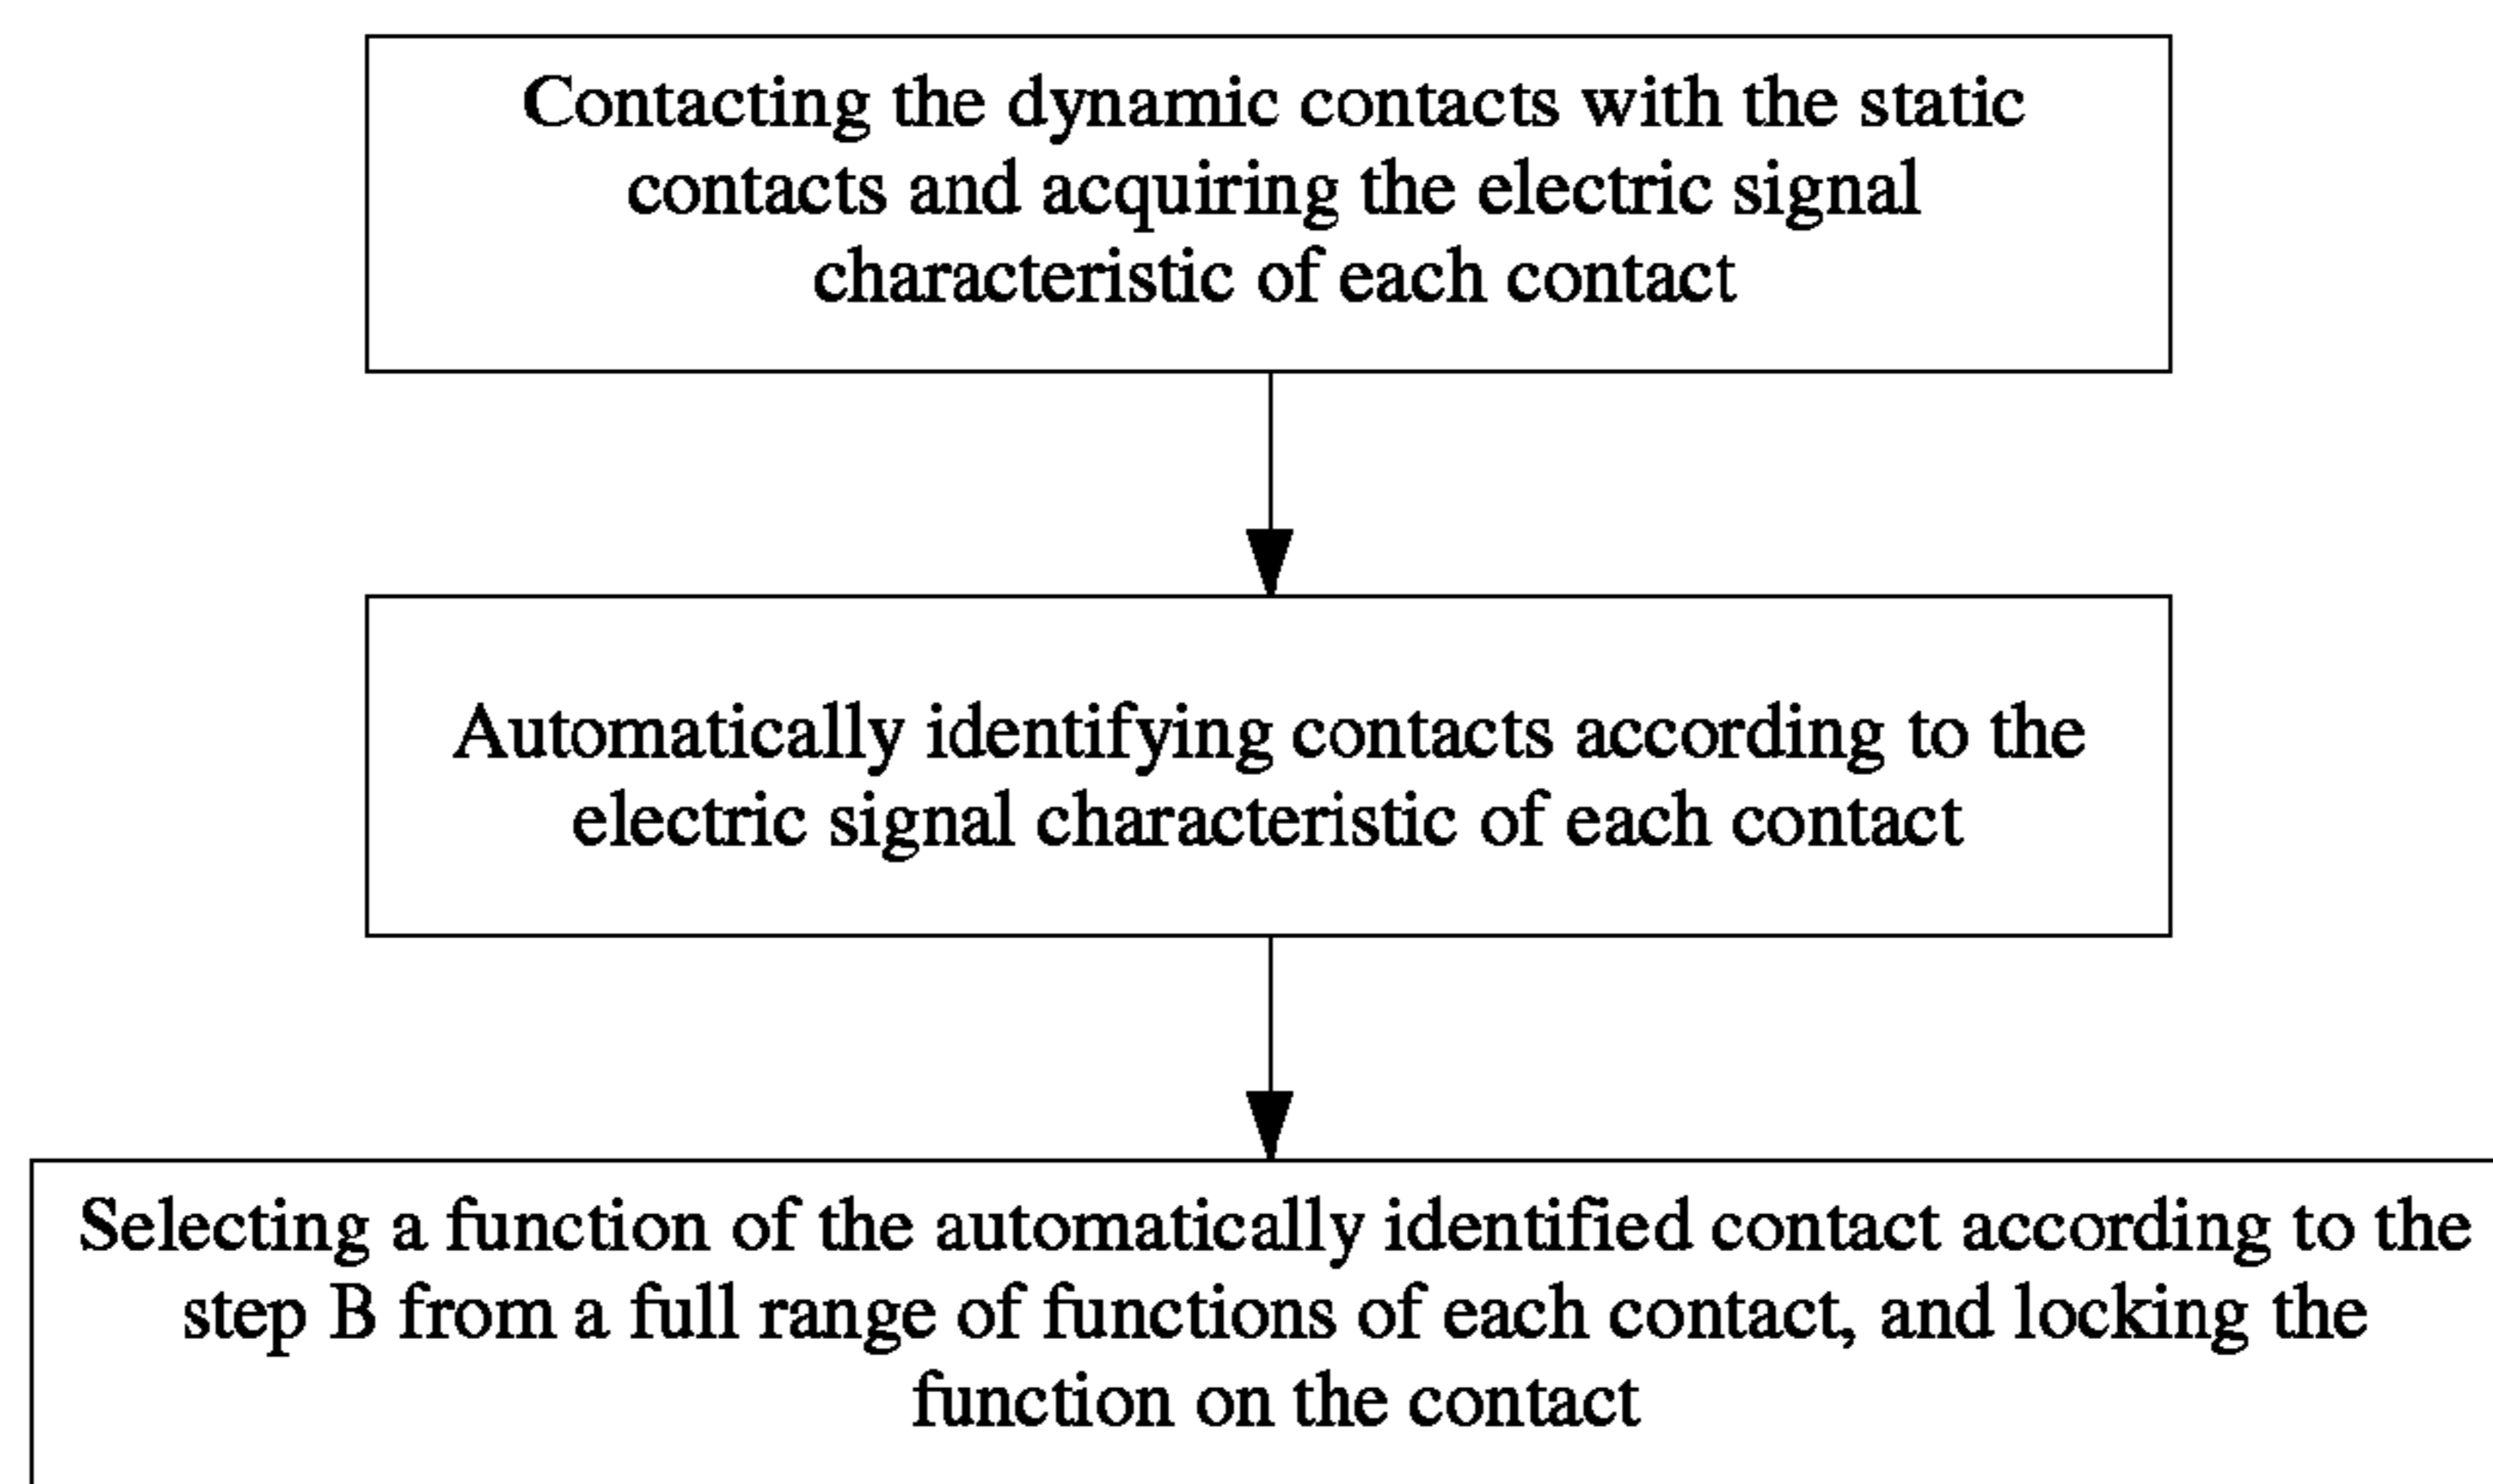 Contacting the dynamic contacts with the static
contacts and acquiring the electric signal
characteristic of each contact
Automatically identifying contacts according to the
electric signal characteristic of each contact
Selecting a function of the automatically identified contact according to the
step B from a full range of functions of each contact, and locking the
function on the contact